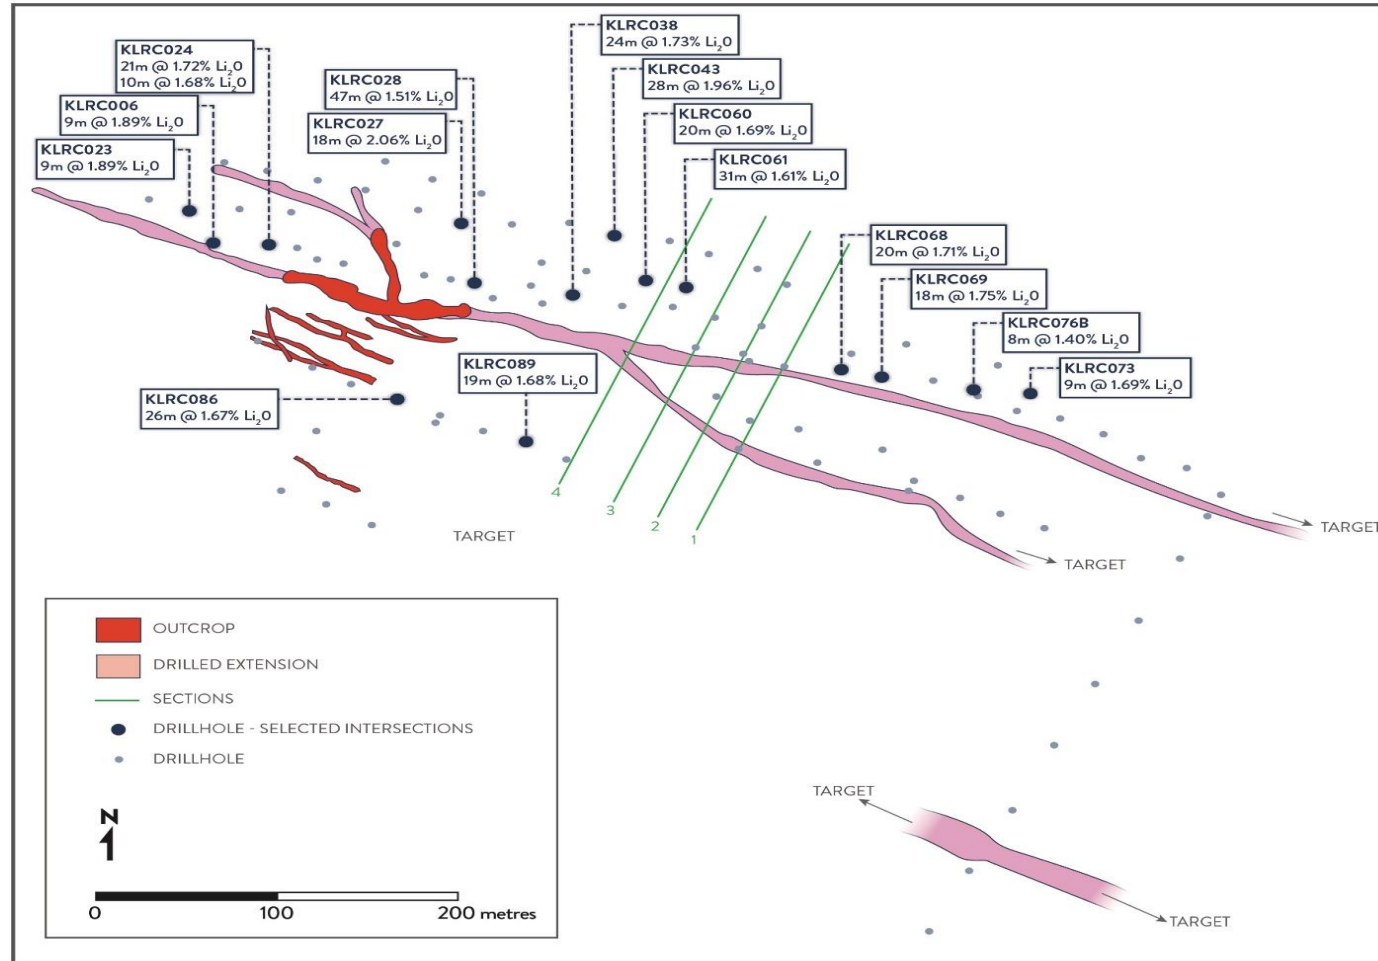 KLRC038
24m @ 1.73% Li₂O
KLRC024
21m @ 1.72% Li₂O
10m @ 1.68% Li₂O
KLRC028
47m @ 1.51% Li₂O
KLRC043
28m @ 1.96% Li₂O
KLRC006
9m @ 1.89% Li₂O
KLRC027
18m @ 2.06% Li₂O
KLRC060
20m @ 1.69% Li₂O
KLRC023
9m @ 1.89% Li₂O
KLRC061
31m @ 1.61% Li₂O
KLRC068
20m @ 1.71% Li₂O
KLRC069
18m @ 1.75% Li₂O
KLRC076B
8m @ 1.40% Li₂O
KLRC073
9m @ 1.69% Li₂O
KLRC089
19m @ 1.68% Li₂O
KLRC086
26m @ 1.67% Li₂O
4
3
2
1
TARGET
TARGET
TARGET
OUTCROP
DRILLED EXTENSION
SECTIONS
DRILLHOLE - SELECTED INTERSECTIONS
DRILLHOLE
N
0 100 200 metres
TARGET
TARGET